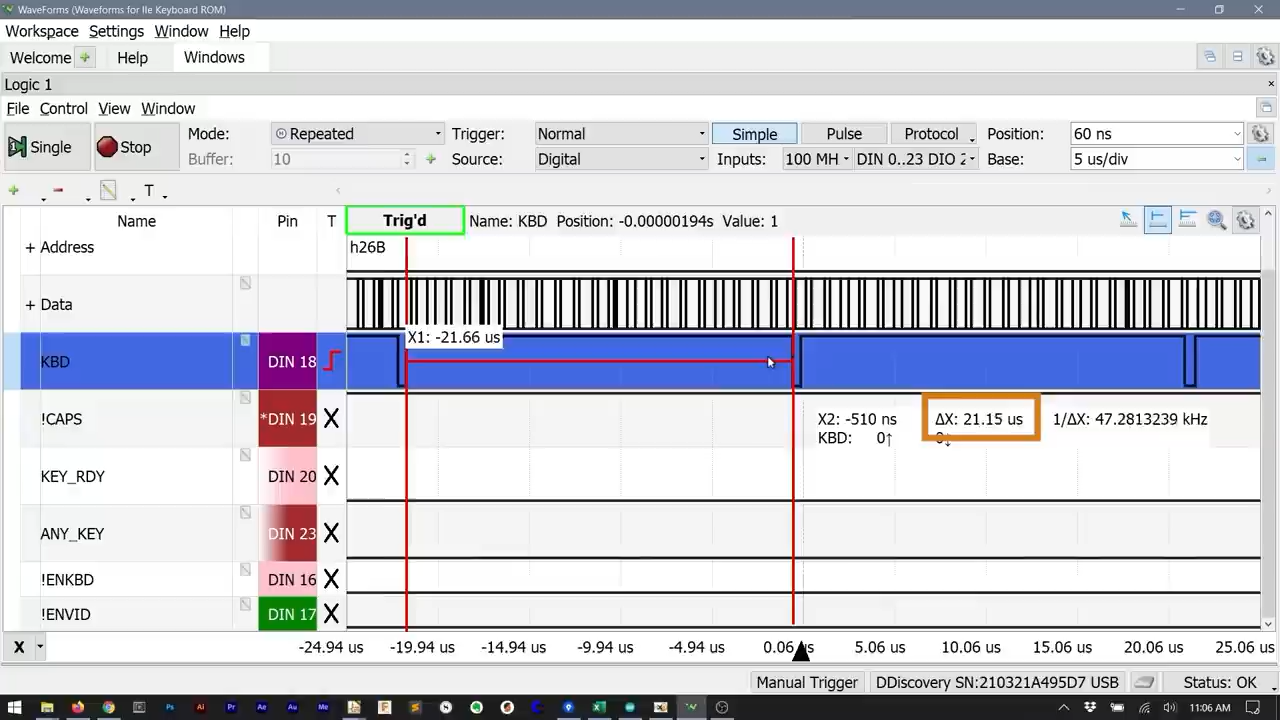 WaveForms (Waveforms for IIe Keyboard ROM)
Workspace Settings Window Help
Welcome Help Windows
Logic 1
File Control View Window
Single Stop Mode: Repeated Trigger: Normal Simple Pulse Protocol Position: 60 ns
Buffer: 10 Source: Digital Inputs: 100 MH DIN 0..23 DIO 2 Base: 5 us/div
T
Name Pin T Trig'd Name: KBD Position: -0.00000194s Value: 1
+ Address h26B
+ Data
X1: -21.66 us
KBD DIN 18
!CAPS *DIN 19 X X2: -510 ns ΔX: 21.15 us 1/ΔX: 47.2813239 kHz
KBD: 0↑ 0↓
KEY_RDY DIN 20 X
ANY_KEY DIN 23 X
!ENKBD DIN 16 X
!ENVID DIN 17 X
X -24.94 us -19.94 us -14.94 us -9.94 us -4.94 us 0.06 us 5.06 us 10.06 us 15.06 us 20.06 us 25.06 us
Manual Trigger DDiscovery SN:210321A495D7 USB Status: OK
Ps Ai Pr Ae Au Me 11:06 AM